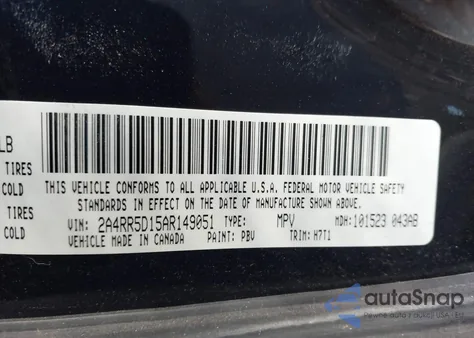 LB
TIRES
COLD
TIRES
COLD
THIS VEHICLE CONFORMS TO ALL APPLICABLE U.S.A. FEDERAL MOTOR VEHICLE SAFETY
STANDARDS IN EFFECT ON THE DATE OF MANUFACTURE SHOWN ABOVE.
VIN: 2A4RR5D15AR149051 TYPE: MPV MDH: 101523 043AB
VEHICLE MADE IN CANADA PAINT: PBV TRIM: H7T1
autoSnap